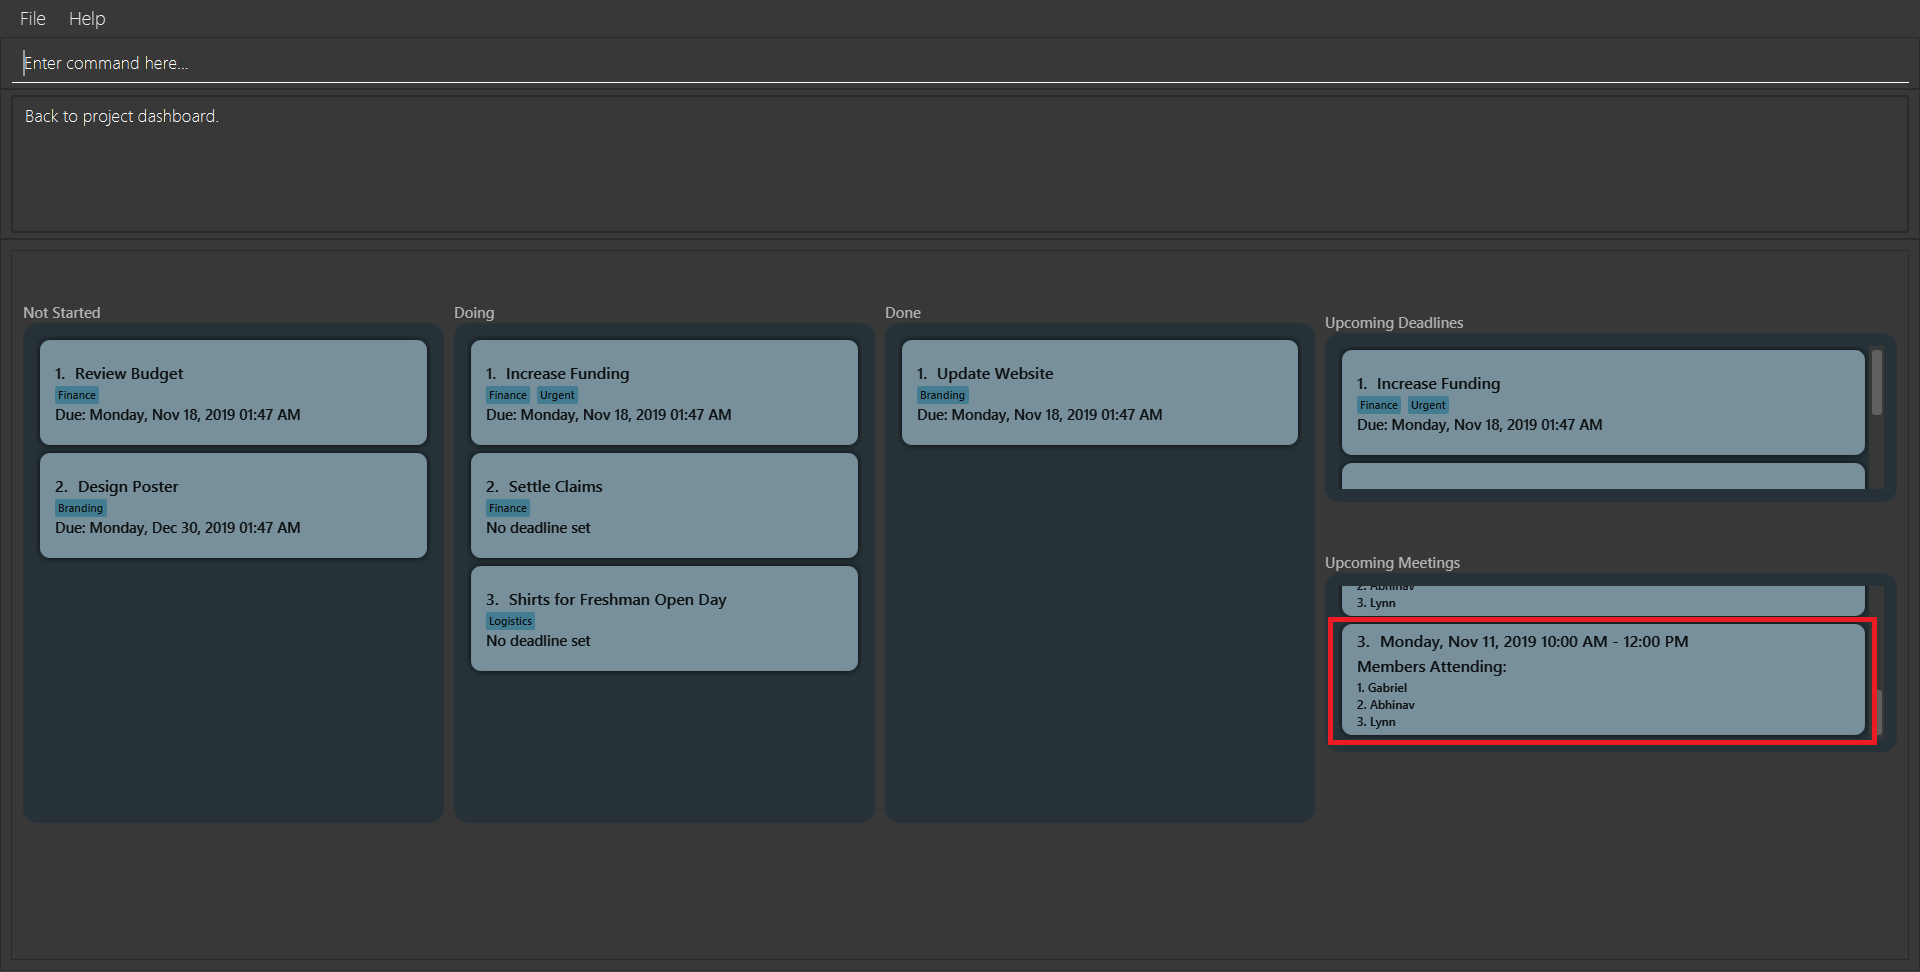 File Help
Enter command here...
Back to project dashboard.
Not Started
1. Review Budget
Finance
Due: Monday, Nov 18, 2019 01:47 AM
2. Design Poster
Branding
Due: Monday, Dec 30, 2019 01:47 AM
Doing
1. Increase Funding
Finance Urgent
Due: Monday, Nov 18, 2019 01:47 AM
2. Settle Claims
Finance
No deadline set
3. Shirts for Freshman Open Day
Logistics
No deadline set
Done
1. Update Website
Branding
Due: Monday, Nov 18, 2019 01:47 AM
Upcoming Deadlines
1. Increase Funding
Finance Urgent
Due: Monday, Nov 18, 2019 01:47 AM
Upcoming Meetings
2. Abhinav
3. Lynn
3. Monday, Nov 11, 2019 10:00 AM - 12:00 PM
Members Attending:
1. Gabriel
2. Abhinav
3. Lynn